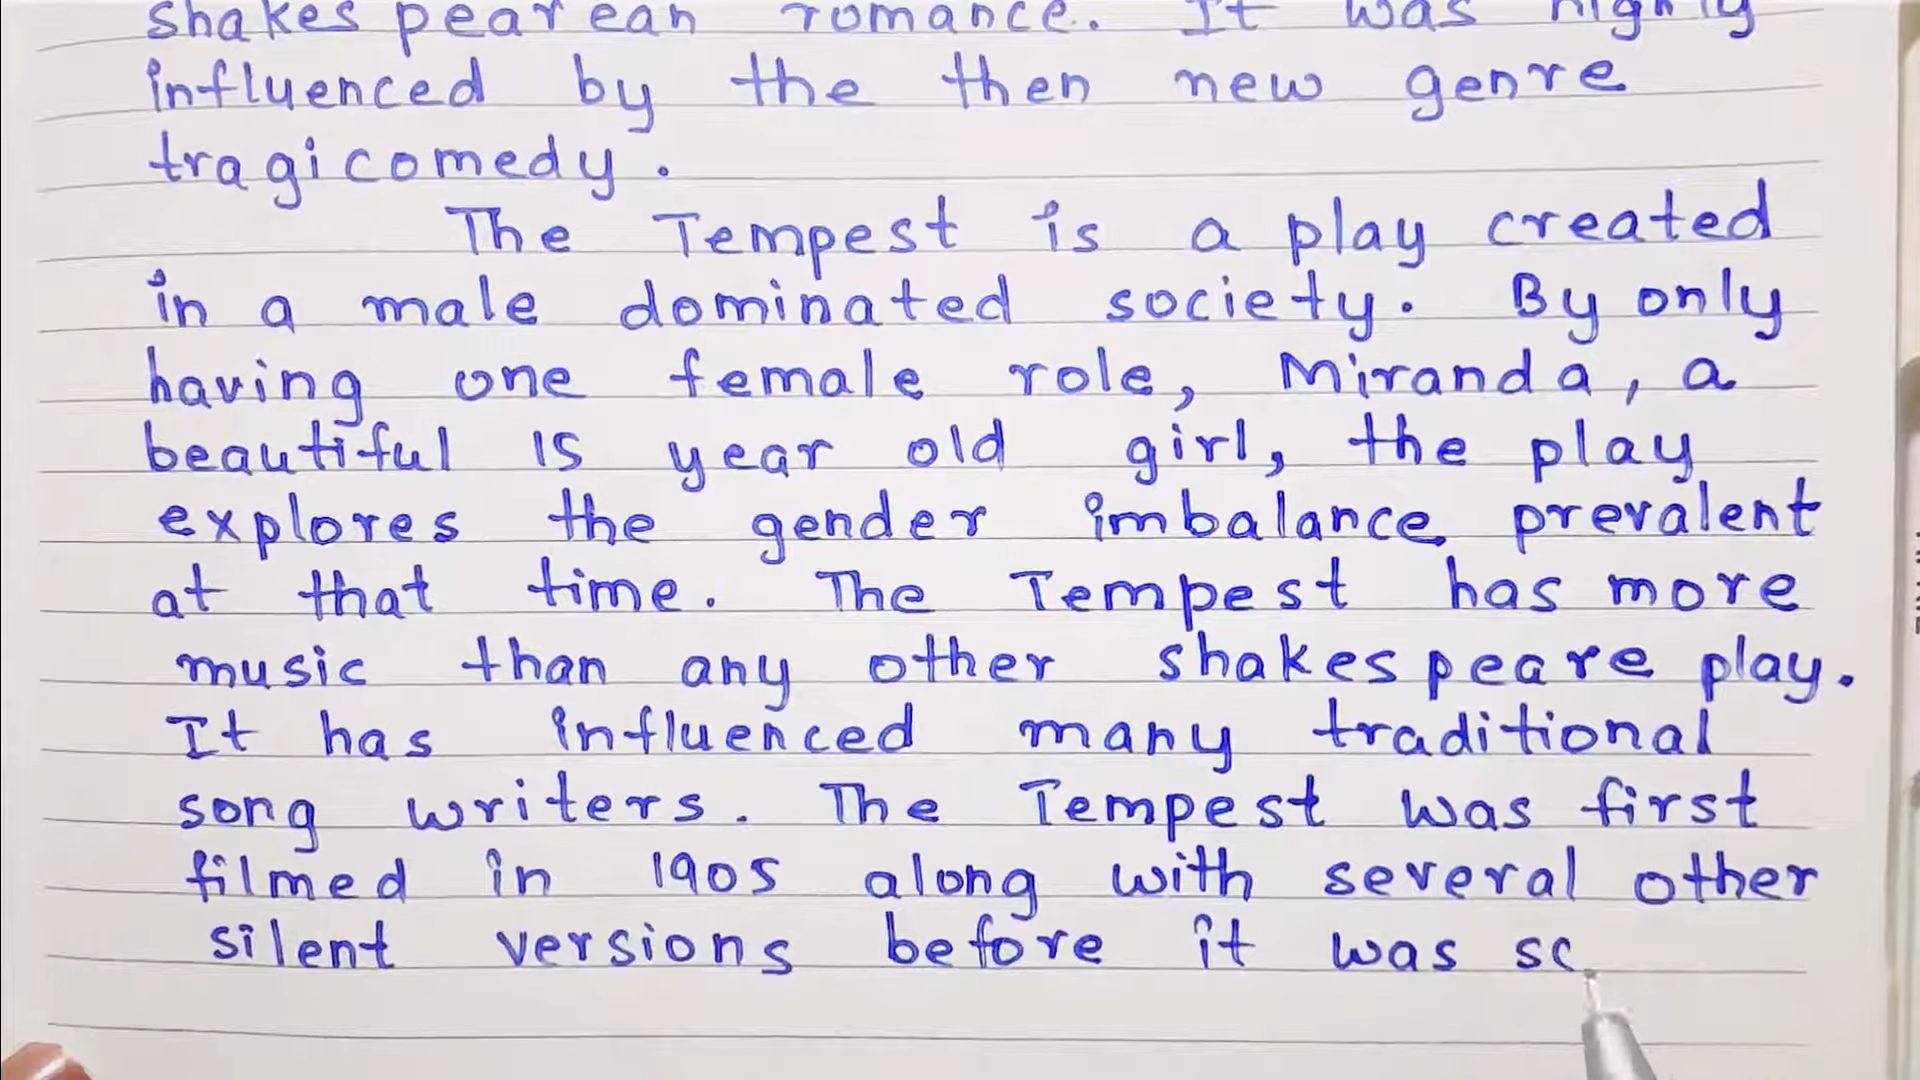 shakespearean romance. It was highly
influenced by the then new genre
tragicomedy.
The Tempest is a play created
in a male dominated society. By only
having one female role, Miranda, a
beautiful 15 year old girl, the play
explores the gender imbalance prevalent
at that time. The Tempest has more
music than any other shakespeare play.
It has influenced many traditional
song writers. The Tempest was first
filmed in 1905 along with several other
silent versions before it was sc